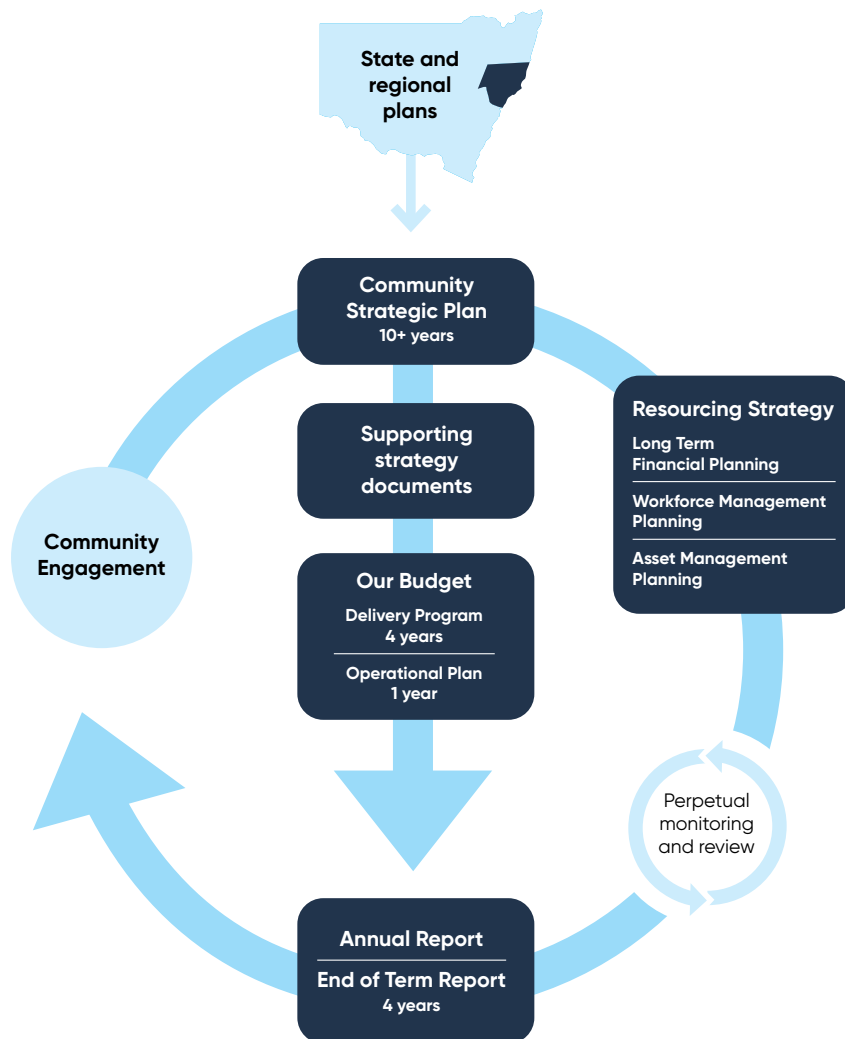 State and
regional
plans
Community
Strategic Plan
10+ years
Resourcing Strategy
Long Term
Financial Planning
Workforce Management
Planning
Asset Management
Planning
Supporting
strategy
documents
Community
Engagement
Our Budget
Delivery Program
4 years
Operational Plan
1 year
Perpetual
monitoring
and review
Annual Report
End of Term Report
4 years